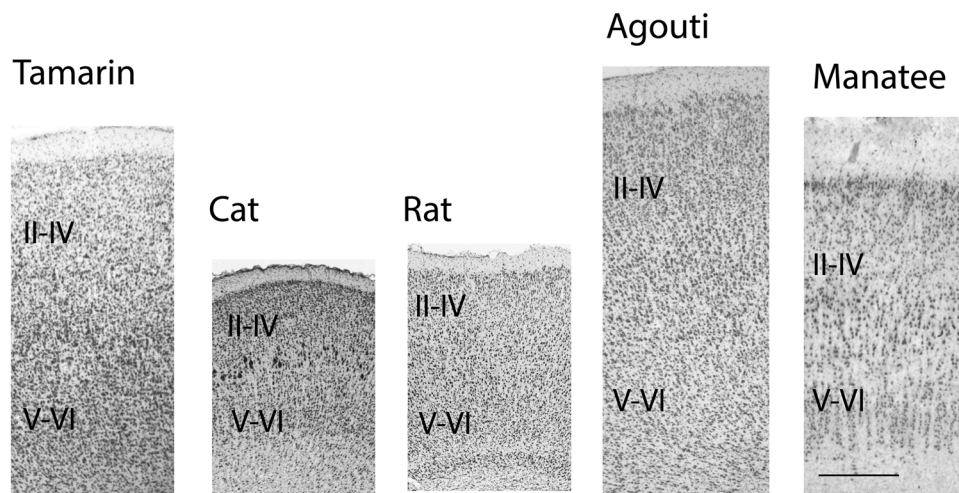 Tamarin
II-IV
V-VI
Cat
II-IV
V-VI
Rat
II-IV
V-VI
Agouti
II-IV
V-VI
Manatee
II-IV
V-VI